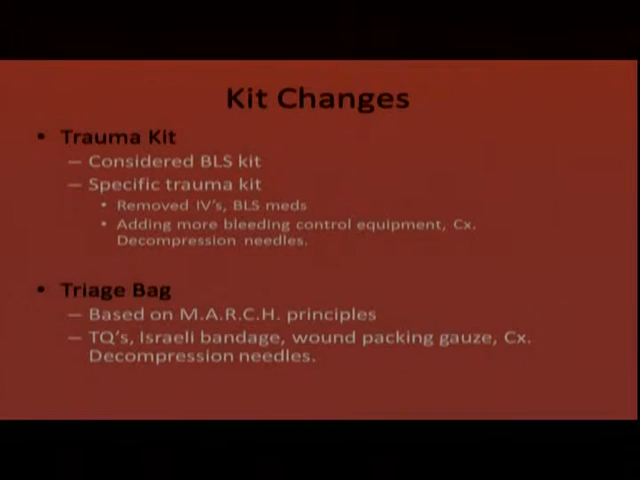 Kit Changes
• Trauma Kit
– Considered BLS kit
– Specific trauma kit
• Removed IV's, BLS meds
• Adding more bleeding control equipment, Cx.
Decompression needles.
• Triage Bag
– Based on M.A.R.C.H. principles
– TQ's, Israeli bandage, wound packing gauze, Cx.
Decompression needles.